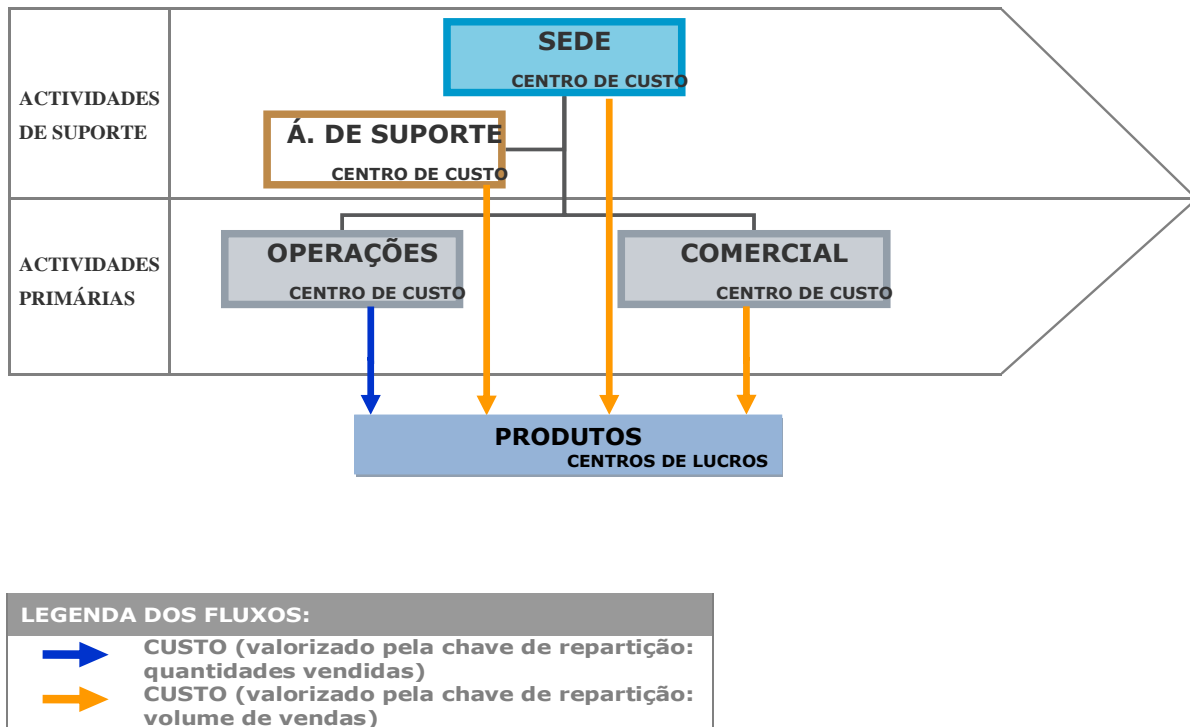 SEDE
CENTRO DE CUSTO
ACTIVIDADES
DE SUPORTE
Á. DE SUPORTE
CENTRO DE CUSTO
OPERAÇÕES
CENTRO DE CUSTO
COMERCIAL
CENTRO DE CUSTO
ACTIVIDADES
PRIMÁRIAS
PRODUTOS
CENTROS DE LUCROS
LEGENDA DOS FLUXOS:
CUSTO (valorizado pela chave de repartição:
quantidades vendidas)
CUSTO (valorizado pela chave de repartição:
volume de vendas)